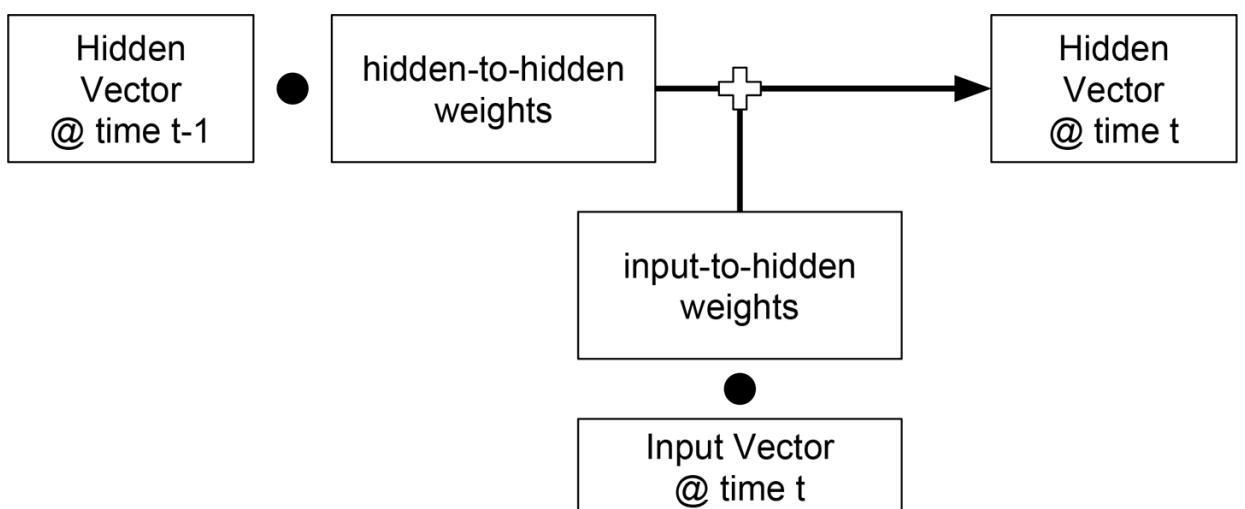 Hidden
Vector
@ time t-1
hidden-to-hidden
weights
Hidden
Vector
@ time t
input-to-hidden
weights
Input Vector
@ time t